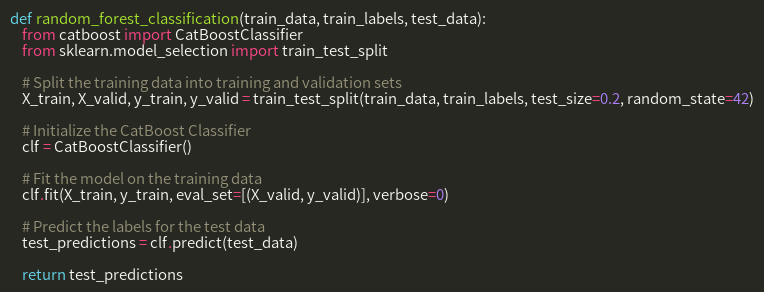 def random_forest_classification(train_data, train_labels, test_data):
    from catboost import CatBoostClassifier
    from sklearn.model_selection import train_test_split

    # Split the training data into training and validation sets
    X_train, X_valid, y_train, y_valid = train_test_split(train_data, train_labels, test_size=0.2, random_state=42)

    # Initialize the CatBoost Classifier
    clf = CatBoostClassifier()

    # Fit the model on the training data
    clf.fit(X_train, y_train, eval_set=[(X_valid, y_valid)], verbose=0)

    # Predict the labels for the test data
    test_predictions = clf.predict(test_data)

    return test_predictions